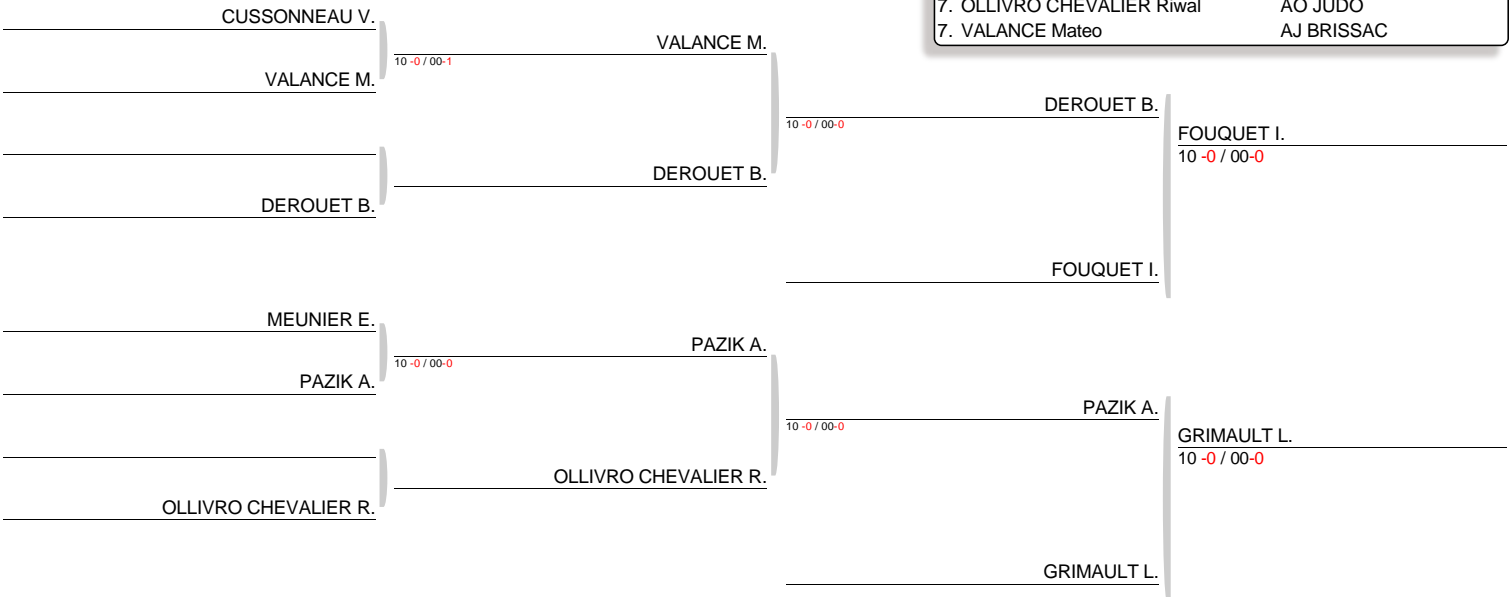 7. OLLIVRO CHEVALIER Riwal AO JUDO
7. VALANCE Mateo AJ BRISSAC
CUSSONNEAU V.
VALANCE M.
10 -0 / 00-1
VALANCE M.
DEROUET B.
10 -0 / 00-0
FOUQUET I.
10 -0 / 00-0
DEROUET B.
DEROUET B.
FOUQUET I.
MEUNIER E.
PAZIK A.
10 -0 / 00-0
PAZIK A.
PAZIK A.
10 -0 / 00-0
GRIMAULT L.
10 -0 / 00-0
OLLIVRO CHEVALIER R.
OLLIVRO CHEVALIER R.
GRIMAULT L.